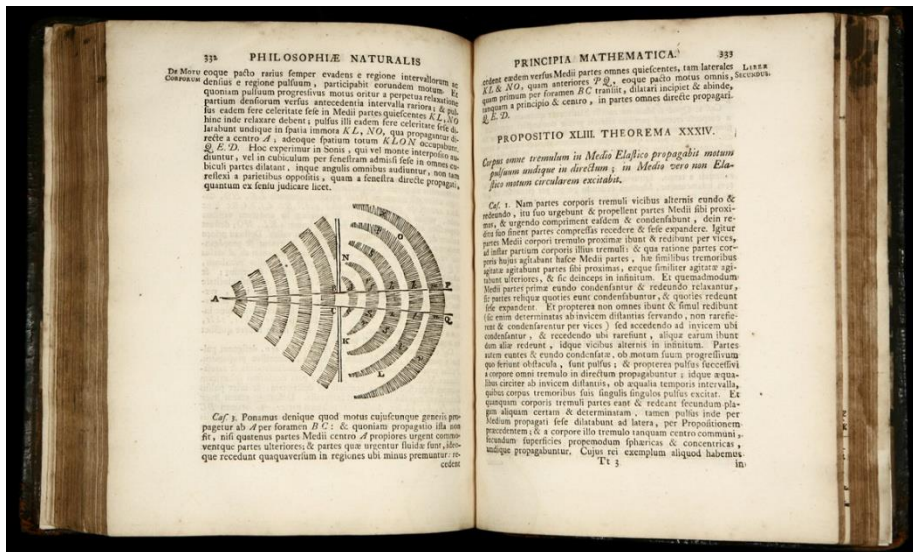 332 PHILOSOPHIÆ NATURALIS
De Motu Corporum
eoque pacto rarius semper evadens e regione intervallorum ac
densius e regione pulsuum, participabit eorundem motum. Et
quoniam pulsuum progressivus motus oritur a perpetua relaxatione
partium densiorum versus antecedentia intervalla rariora; & pul-
sus eadem fere celeritate sese in Medii partes quiescentes KL, NO
hinc inde relaxare debent; pulsus illi eadem fere celeritate sese di-
latabunt undique in spatia immota KL, NO, qua propagantur di-
recte a centro A; adeoque spatium totum KLON occupabunt.
Q. E. D. Hoc experimur in Sonis, qui vel monte interposito au-
diuntur, vel in cubiculum per fenestram admissi sese in omnes cu-
biculi partes dilatant, inque angulis omnibus audiuntur, non tam
reflexi a parietibus oppositis, quam a fenestra directe propagati,
quantum ex sensu judicare licet.
O
N
A
P
Q
C
K
L
Cas. 3. Ponamus denique quod motus cujuscunque generis pro-
pagetur ab A per foramen BC: & quoniam propagatio ista non
fit, nisi quatenus partes Medii centro A propiores urgent commo-
ventque partes ulteriores; & partes quæ urgentur fluidæ sunt, ideo-
que recedunt quaquaversum in regiones ubi minus premuntur: re-
cedent
PRINCIPIA MATHEMATICA. 333
Liber Secundus.
cedent eædem versus Medii partes omnes quiescentes, tam laterales
KL & NO, quam anteriores PQ, eoque pacto motus omnis,
quam primum per foramen BC transiit, dilatari incipiet & abinde,
tanquam a principio & centro, in partes omnes directe propagari.
Q. E. D.
PROPOSITIO XLIII. THEOREMA XXXIV.
Corpus omne tremulum in Medio Elastico propagabit motum
pulsuum undique in directum; in Medio vero non Ela-
stico motum circularem excitabit.
Cas. 1. Nam partes corporis tremuli vicibus alternis eundo &
redeundo, itu suo urgebunt & propellent partes Medii sibi proxi-
mas, & urgendo compriment easdem & condensabunt; dein re-
ditu suo sinent partes compressas recedere & sese expandere. Igitur
partes Medii corpori tremulo proximæ ibunt & redibunt per vices,
ad instar partium corporis illius tremuli: & qua ratione partes cor-
poris hujus agitabant hasce Medii partes, hæ similibus tremoribus
agitatæ agitabunt partes sibi proximas, eæque similiter agitatæ agi-
tabunt ulteriores, & sic deinceps in infinitum. Et quemadmodum
Medii partes primæ eundo condensantur & redeundo relaxantur,
sic partes reliquæ quoties eunt condensabuntur, & quoties redeunt
sese expandent. Et propterea non omnes ibunt & simul redibunt
(sic enim determinatas ab invicem distantias servando, non rarefie-
rent & condensarentur per vices) sed accedendo ad invicem ubi
condensantur, & recedendo ubi rarefiunt, aliquæ earum ibunt
dum aliæ redeunt, idque vicibus alternis in infinitum. Partes
autem euntes & eundo condensatæ, ob motum suum progressivum
quo feriunt obstacula, sunt pulsus; & propterea pulsus successivi
a corpore omni tremulo in directum propagabuntur; idque æqua-
libus circiter ab invicem distantiis, ob æqualia temporis intervalla,
quibus corpus tremoribus suis singulis singulos pulsus excitat. Et
quanquam corporis tremuli partes eant & redeant secundum pla-
gam aliquam certam & determinatam, tamen pulsus inde per
Medium propagati sese dilatabunt ad latera, per Propositionem
præcedentem; & a corpore illo tremulo tanquam centro communi,
secundum superficies propemodum sphæricas & concentricas,
undique propagabuntur. Cujus rei exemplum aliquod habemus
Tt 3 in